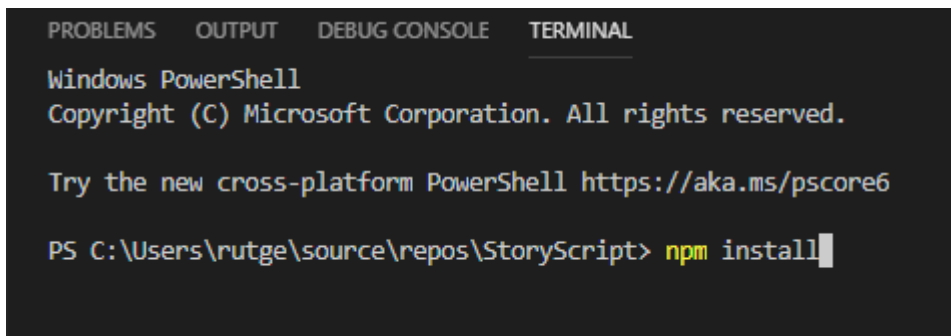 PROBLEMS OUTPUT DEBUG CONSOLE TERMINAL
Windows PowerShell
Copyright (C) Microsoft Corporation. All rights reserved.
Try the new cross-platform PowerShell https://aka.ms/pscore6
PS C:\Users\rutge\source\repos\StoryScript> npm install